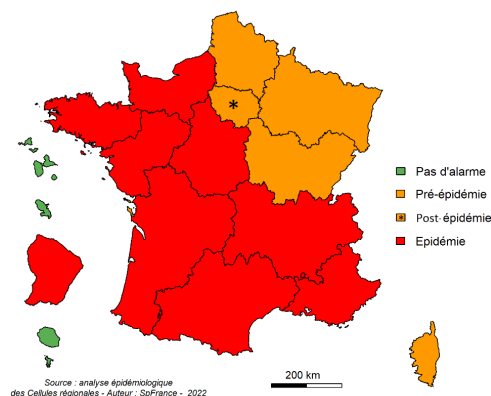 *
Pas d'alarme
Pré-épidémie
* Post-épidémie
Epidémie
200 km
Source : analyse épidémiologique
des Cellules régionales - Auteur : SpFrance - 2022